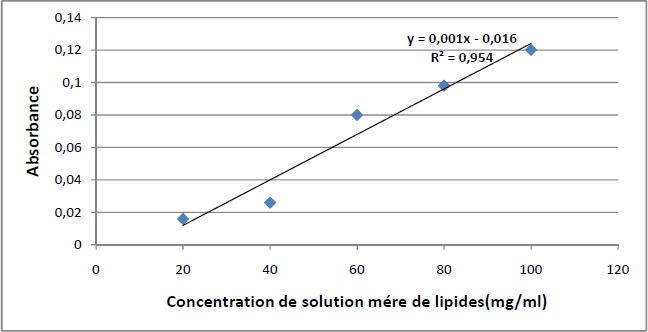 0,14
y = 0,001x - 0,016
R² = 0,954
0,12
0,1
0,08
0,06
0,04
0,02
0
Absorbance
0 20 40 60 80 100 120
Concentration de solution mére de lipides(mg/ml)